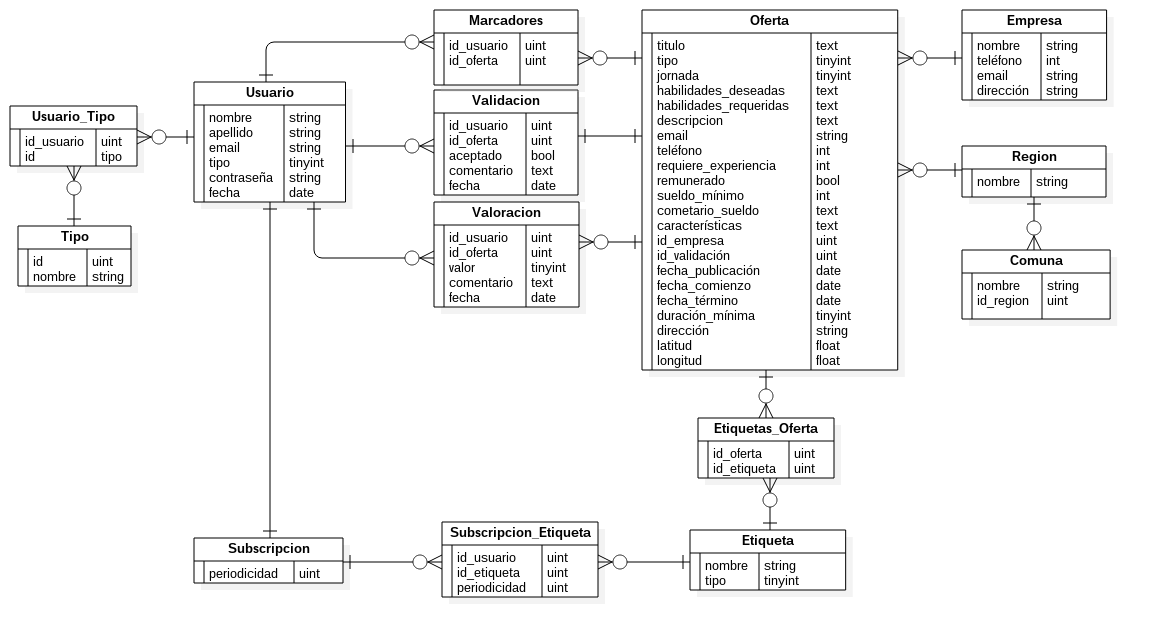 Marcadores
id_usuario uint
id_oferta uint
Oferta
titulo text
tipo tinyint
jornada tinyint
habilidades_deseadas text
habilidades_requeridas text
descripcion text
email string
teléfono int
requiere_experiencia int
remunerado bool
sueldo_mínimo int
cometario_sueldo text
características text
id_empresa uint
id_validación uint
fecha_publicación date
fecha_comienzo date
fecha_término date
duración_mínima tinyint
dirección string
latitud float
longitud float
Empresa
nombre string
teléfono int
email string
dirección string
Usuario
nombre string
apellido string
email string
tipo tinyint
contraseña string
fecha date
Validacion
id_usuario uint
id_oferta uint
aceptado bool
comentario text
fecha date
Usuario_Tipo
id_usuario uint
id tipo
Region
nombre string
Valoracion
id_usuario uint
id_oferta uint
valor tinyint
comentario text
fecha date
Tipo
id uint
nombre string
Comuna
nombre string
id_region uint
Etiquetas_Oferta
id_oferta uint
id_etiqueta uint
Subscripcion
periodicidad uint
Subscripcion_Etiqueta
id_usuario uint
id_etiqueta uint
periodicidad uint
Etiqueta
nombre string
tipo tinyint